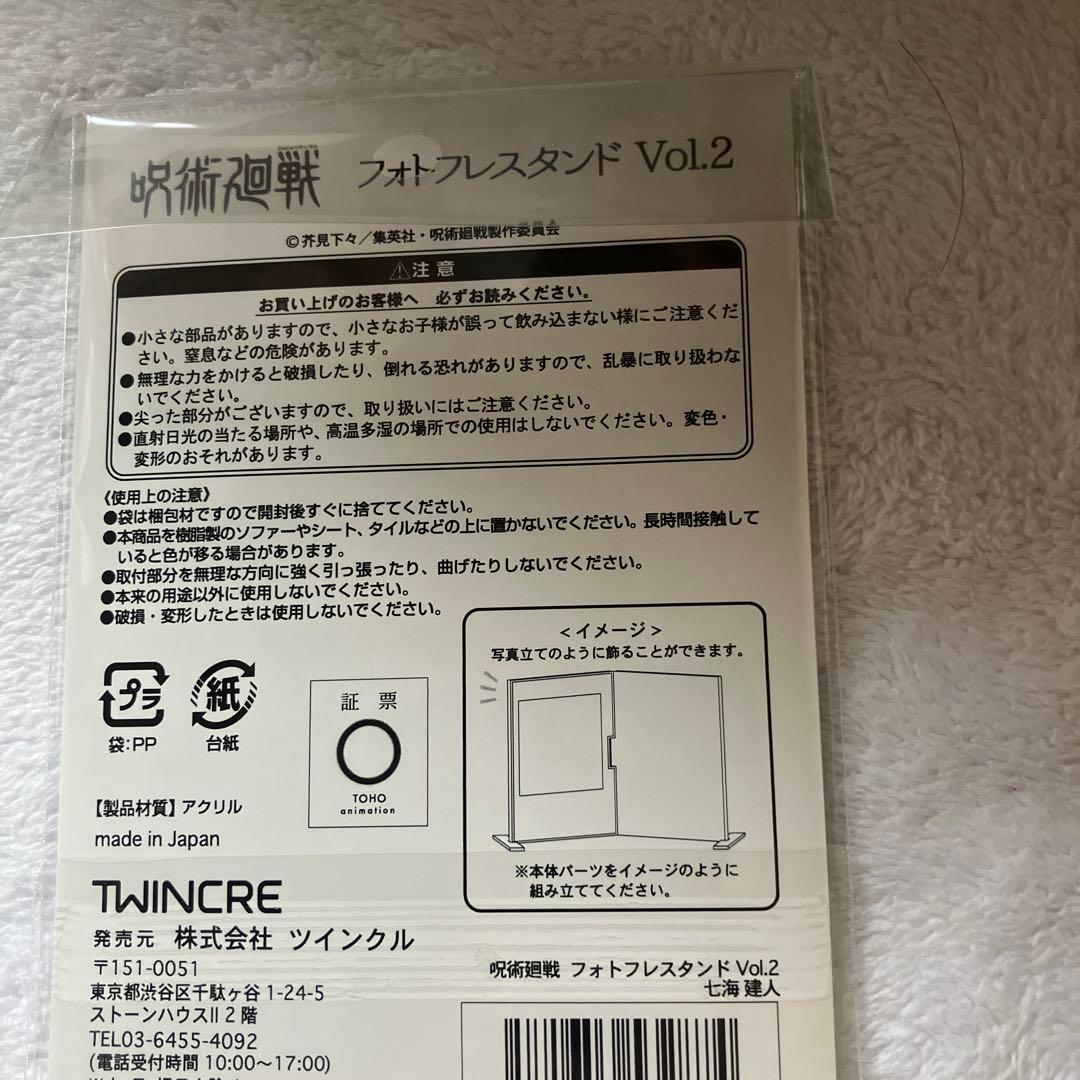 呪術廻戦 フォトフレスタンド Vol.2
©芥見下々／集英社・呪術廻戦製作委員会
⚠注意
お買い上げのお客様へ 必ずお読みください。
●小さな部品がありますので、小さなお子様が誤って飲み込まない様にご注意くだ
さい。窒息などの危険があります。
●無理な力をかけると破損したり、倒れる恐れがありますので、乱暴に取り扱わな
いでください。
●尖った部分がございますので、取り扱いにはご注意ください。
●直射日光の当たる場所や、高温多湿の場所での使用はしないでください。変色・
変形のおそれがあります。
《使用上の注意》
●袋は梱包材ですので開封後すぐに捨ててください。
●本商品を樹脂製のソファーやシート、タイルなどの上に置かないでください。長時間接触して
いると色が移る場合があります。
●取付部分を無理な方向に強く引っ張ったり、曲げたりしないでください。
●本来の用途以外に使用しないでください。
●破損・変形したときは使用しないでください。
プラ
袋:PP
紙
台紙
証票
TOHO
animation
＜イメージ＞
写真立てのように飾ることができます。
※本体パーツをイメージのように
組み立ててください。
【製品材質】アクリル
made in Japan
TWINCRE
発売元 株式会社 ツインクル
〒151-0051
東京都渋谷区千駄ヶ谷1-24-5
ストーンハウスII 2階
TEL03-6455-4092
(電話受付時間 10:00～17:00)
呪術廻戦 フォトフレスタンド Vol.2
七海 建人